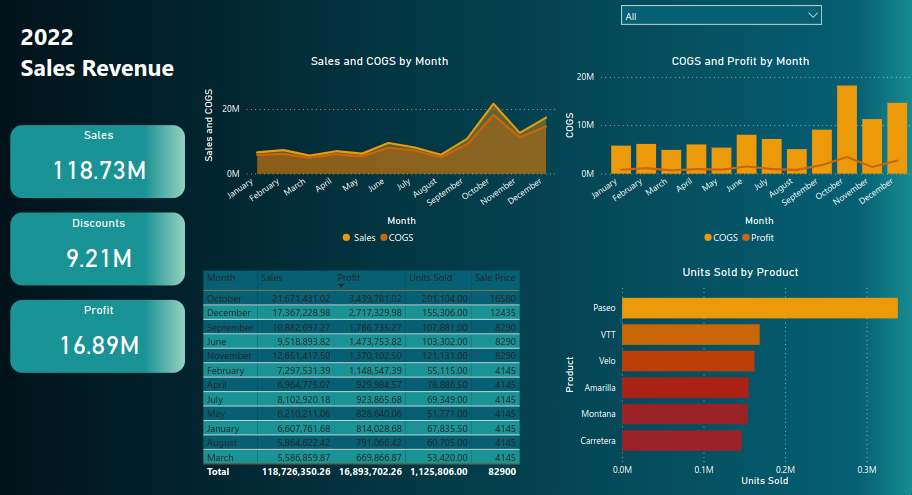 All
2022
Sales Revenue
Sales
118.73M
Discounts
9.21M
Profit
16.89M
Sales and COGS by Month
Sales and COGS
20M
0M
January
February
March
April
May
June
July
August
September
October
November
December
Month
Sales COGS
COGS and Profit by Month
COGS
20M
10M
0M
January
February
March
April
May
June
July
August
September
October
November
December
Month
COGS Profit
Month Sales Profit Units Sold Sale Price
October 21,671,431.02 3,439,781.02 201,104.00 16580
December 17,367,228.98 2,717,329.98 155,306.00 12435
September 10,882,697.27 1,786,735.27 107,881.00 8290
June 9,518,893.82 1,473,753.82 103,302.00 8290
November 12,651,417.50 1,370,102.50 121,131.00 8290
February 7,297,531.39 1,148,547.39 55,115.00 4145
April 6,964,775.07 929,984.57 78,886.50 4145
July 8,102,920.18 923,865.68 69,349.00 4145
May 6,210,211.06 828,640.06 51,771.00 4145
January 6,607,761.68 814,028.68 67,835.50 4145
August 5,864,622.42 791,066.42 60,705.00 4145
March 5,586,859.87 669,866.87 53,420.00 4145
Total 118,726,350.26 16,893,702.26 1,125,806.00 82900
Units Sold by Product
Product
Paseo
VTT
Velo
Amarilla
Montana
Carretera
0.0M 0.1M 0.2M 0.3M
Units Sold